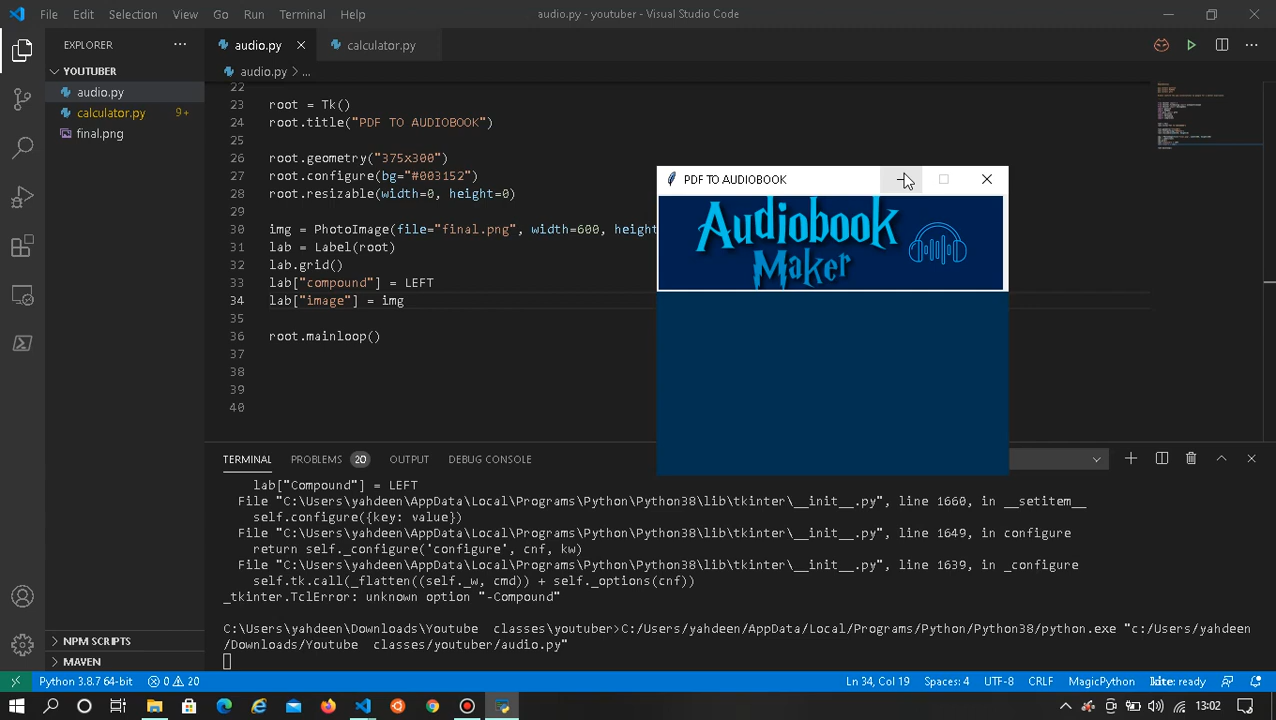 File Edit Selection View Go Run Terminal Help
audio.py - youtuber - Visual Studio Code
EXPLORER
YOUTUBER
audio.py
calculator.py 9+
final.png
NPM SCRIPTS
MAVEN
audio.py calculator.py
audio.py > ...
22
23 root = Tk()
24 root.title("PDF TO AUDIOBOOK")
25
26 root.geometry("375x300")
27 root.configure(bg="#003152")
28 root.resizable(width=0, height=0)
29
30 img = PhotoImage(file="final.png", width=600, height
31 lab = Label(root)
32 lab.grid()
33 lab["compound"] = LEFT
34 lab["image"] = img
35
36 root.mainloop()
37
38
39
40
PDF TO AUDIOBOOK
Audiobook
Maker
TERMINAL PROBLEMS 20 OUTPUT DEBUG CONSOLE
lab["Compound"] = LEFT
File "C:\Users\yahdeen\AppData\Local\Programs\Python\Python38\lib\tkinter\__init__.py", line 1660, in __setitem__
self.configure({key: value})
File "C:\Users\yahdeen\AppData\Local\Programs\Python\Python38\lib\tkinter\__init__.py", line 1649, in configure
return self._configure('configure', cnf, kw)
File "C:\Users\yahdeen\AppData\Local\Programs\Python\Python38\lib\tkinter\__init__.py", line 1639, in _configure
self.tk.call(_flatten((self._w, cmd)) + self._options(cnf))
_tkinter.TclError: unknown option "-Compound"
C:\Users\yahdeen\Downloads\Youtube classes\youtuber>C:/Users/yahdeen/AppData/Local/Programs/Python/Python38/python.exe "c:/Users/yahdeen
/Downloads/Youtube classes/youtuber/audio.py"
Python 3.8.7 64-bit 0 20 Ln 34, Col 19 Spaces: 4 UTF-8 CRLF MagicPython kite: ready
13:02